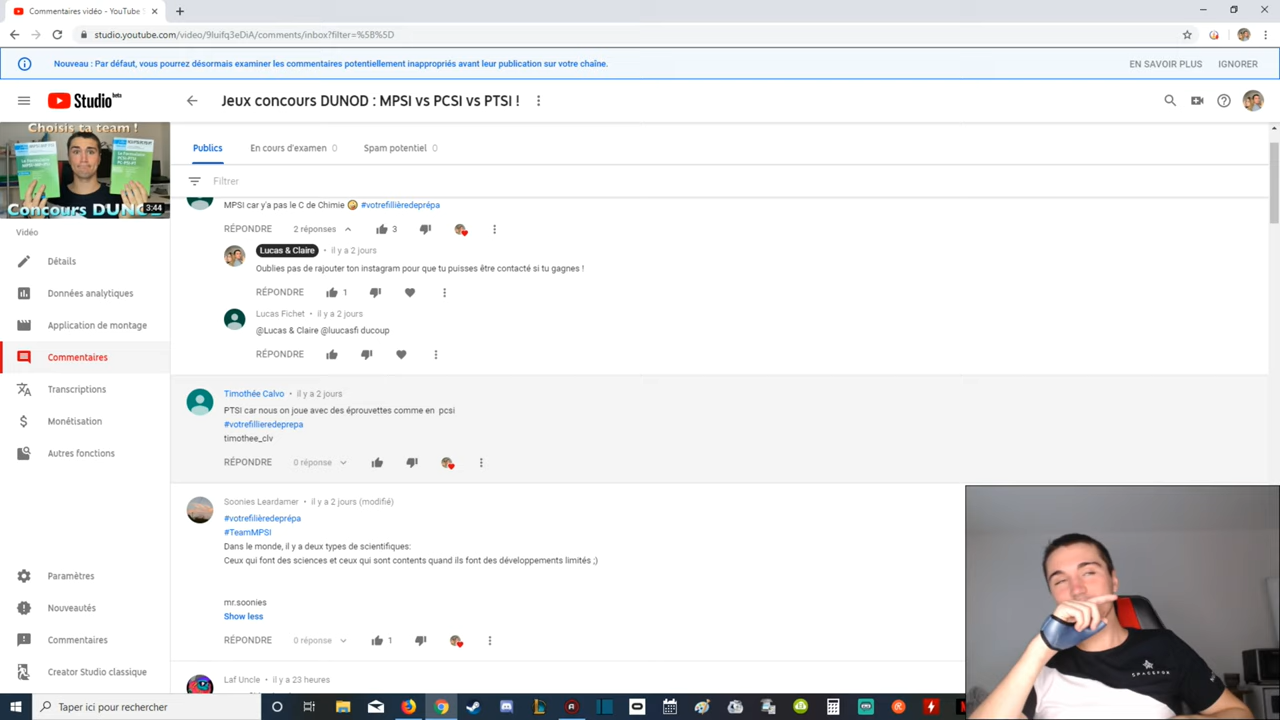 Commentaires vidéo - YouTube S
studio.youtube.com/video/9Iuifq3eDiA/comments/inbox?filter=%5B%5D
Nouveau : Par défaut, vous pourrez désormais examiner les commentaires potentiellement inappropriés avant leur publication sur votre chaîne.
EN SAVOIR PLUS
IGNORER
Studio beta
Jeux concours DUNOD : MPSI vs PCSI vs PTSI !
Choisis ta team !
Concours DUNOD
3:44
Publics
En cours d'examen 0
Spam potentiel 0
Filtrer
Vidéo
Détails
Données analytiques
Application de montage
Commentaires
Transcriptions
Monétisation
Autres fonctions
Paramètres
Nouveautés
Commentaires
Creator Studio classique
MPSI car y'a pas le C de Chimie #votrefillièredeprépa
RÉPONDRE 2 réponses 3
Lucas & Claire • il y a 2 jours
Oublies pas de rajouter ton instagram pour que tu puisses être contacté si tu gagnes !
RÉPONDRE 1
Lucas Fichet • il y a 2 jours
@Lucas & Claire @luucasfi ducoup
RÉPONDRE
Timothée Calvo • il y a 2 jours
PTSI car nous on joue avec des éprouvettes comme en pcsi
#votrefillieredeprepa
timothee_clv
RÉPONDRE 0 réponse
Soonies Leardamer • il y a 2 jours (modifié)
#votrefilièredeprépa
#TeamMPSI
Dans le monde, il y a deux types de scientifiques:
Ceux qui font des sciences et ceux qui sont contents quand ils font des développements limités ;)
mr.soonies
Show less
RÉPONDRE 0 réponse 1
Laf Uncle • il y a 23 heures
Taper ici pour rechercher